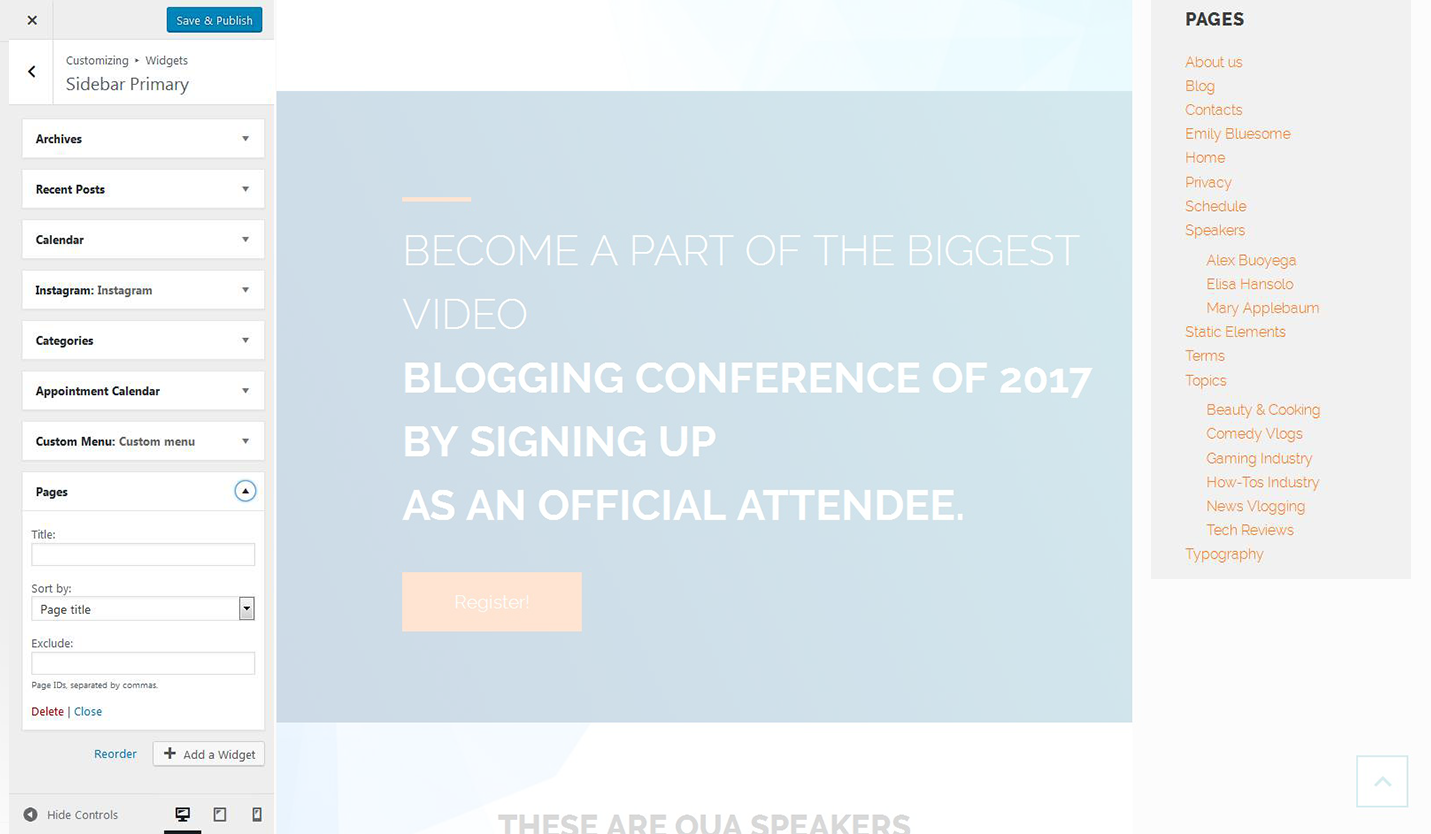 Save & Publish
Customizing ▸ Widgets
Sidebar Primary
Archives
Recent Posts
Calendar
Instagram: Instagram
Categories
Appointment Calendar
Custom Menu: Custom menu
Pages
Title:
Sort by:
Page title
Exclude:
Page IDs, separated by commas.
Delete | Close
Reorder
Add a Widget
Hide Controls
BECOME A PART OF THE BIGGEST
VIDEO
BLOGGING CONFERENCE OF 2017
BY SIGNING UP
AS AN OFFICIAL ATTENDEE.
Register!
THESE ARE OUA SPEAKERS
PAGES
About us
Blog
Contacts
Emily Bluesome
Home
Privacy
Schedule
Speakers
Alex Buoyega
Elisa Hansolo
Mary Applebaum
Static Elements
Terms
Topics
Beauty & Cooking
Comedy Vlogs
Gaming Industry
How-Tos Industry
News Vlogging
Tech Reviews
Typography